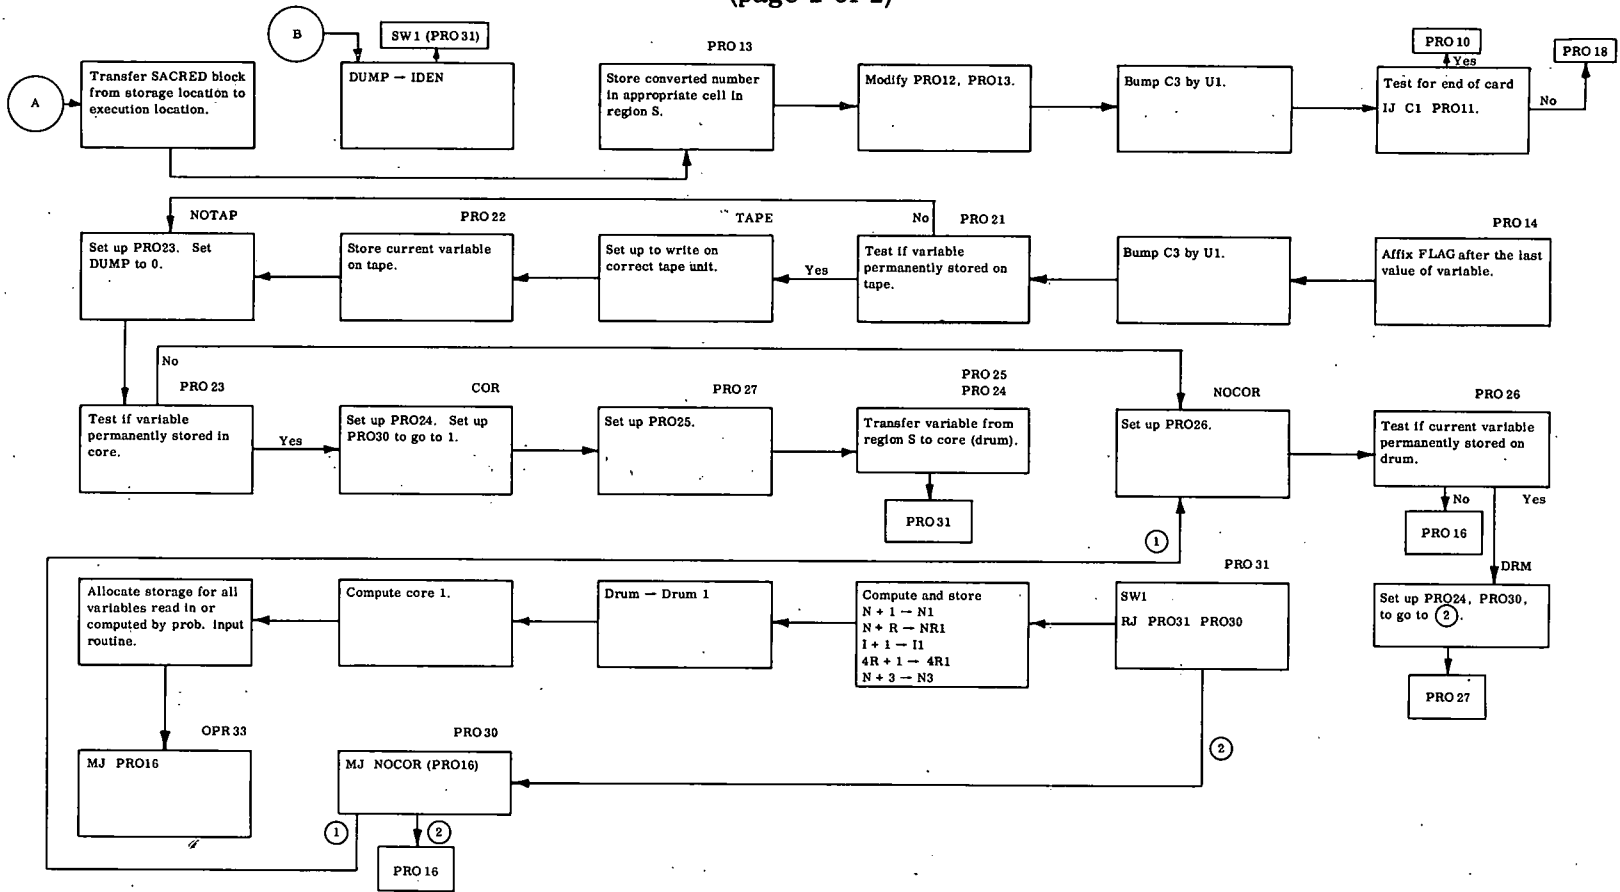 (page 2 of 2)
B
SW1 (PRO 31)
A
Transfer SACRED block
from storage location to
execution location.
DUMP → IDEN
PRO 13
Store converted number
in appropriate cell in
region S.
Modify PRO12, PRO13.
Bump C3 by U1.
PRO 10
Yes
Test for end of card
IJ C1 PRO11.
No
PRO 18
NOTAP
Set up PRO23. Set
DUMP to 0.
PRO 22
Store current variable
on tape.
TAPE
Set up to write on
correct tape unit.
Yes
No
PRO 21
Test if variable
permanently stored on
tape.
Bump C3 by U1.
PRO 14
Affix FLAG after the last
value of variable.
No
PRO 23
Test if variable
permanently stored in
core.
Yes
COR
Set up PRO24. Set up
PRO30 to go to 1.
PRO 27
Set up PRO25.
PRO 25
PRO 24
Transfer variable from
region S to core (drum).
PRO 31
NOCOR
Set up PRO26.
1
PRO 26
Test if current variable
permanently stored on
drum.
No
Yes
PRO 16
DRM
Set up PRO24, PRO30,
to go to 2.
PRO 27
Allocate storage for all
variables read in or
computed by prob. input
routine.
Compute core 1.
Drum → Drum 1
Compute and store
N + 1 → N1
N + R → NR1
I + 1 → I1
4R + 1 → 4R1
N + 3 → N3
PRO 31
SW1
RJ PRO31 PRO30
2
OPR 33
MJ PRO16
PRO 30
MJ NOCOR (PRO16)
1
2
PRO 16